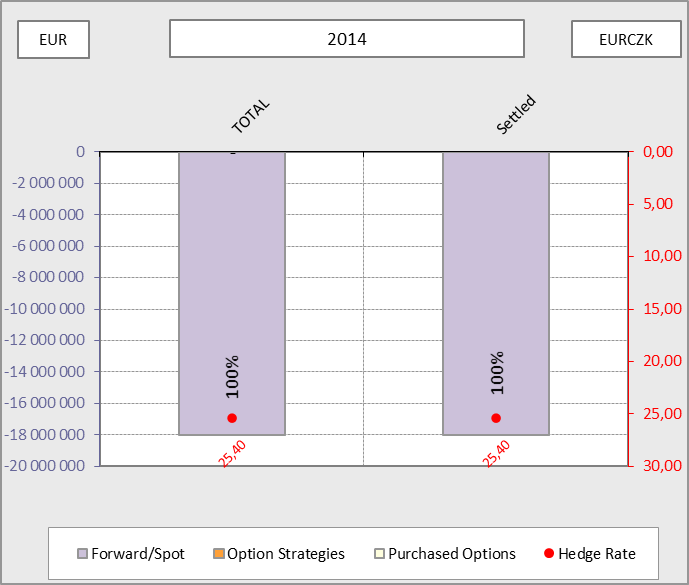 EUR 2014 EURCZK
TOTAL Settled
0 0,00
-2 000 000 5,00
-4 000 000
-6 000 000 10,00
-8 000 000
-10 000 000 15,00
-12 000 000
-14 000 000 20,00
-16 000 000 25,00
-18 000 000
-20 000 000 30,00
100% 100%
25,40 25,40
Forward/Spot Option Strategies Purchased Options Hedge Rate